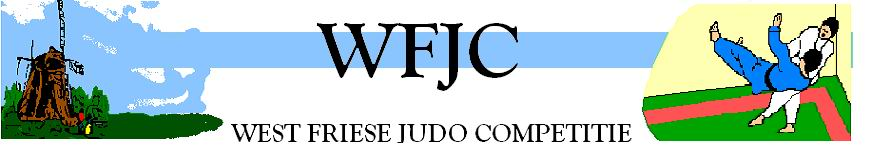 WFJC
WEST FRIESE JUDO COMPETITIE